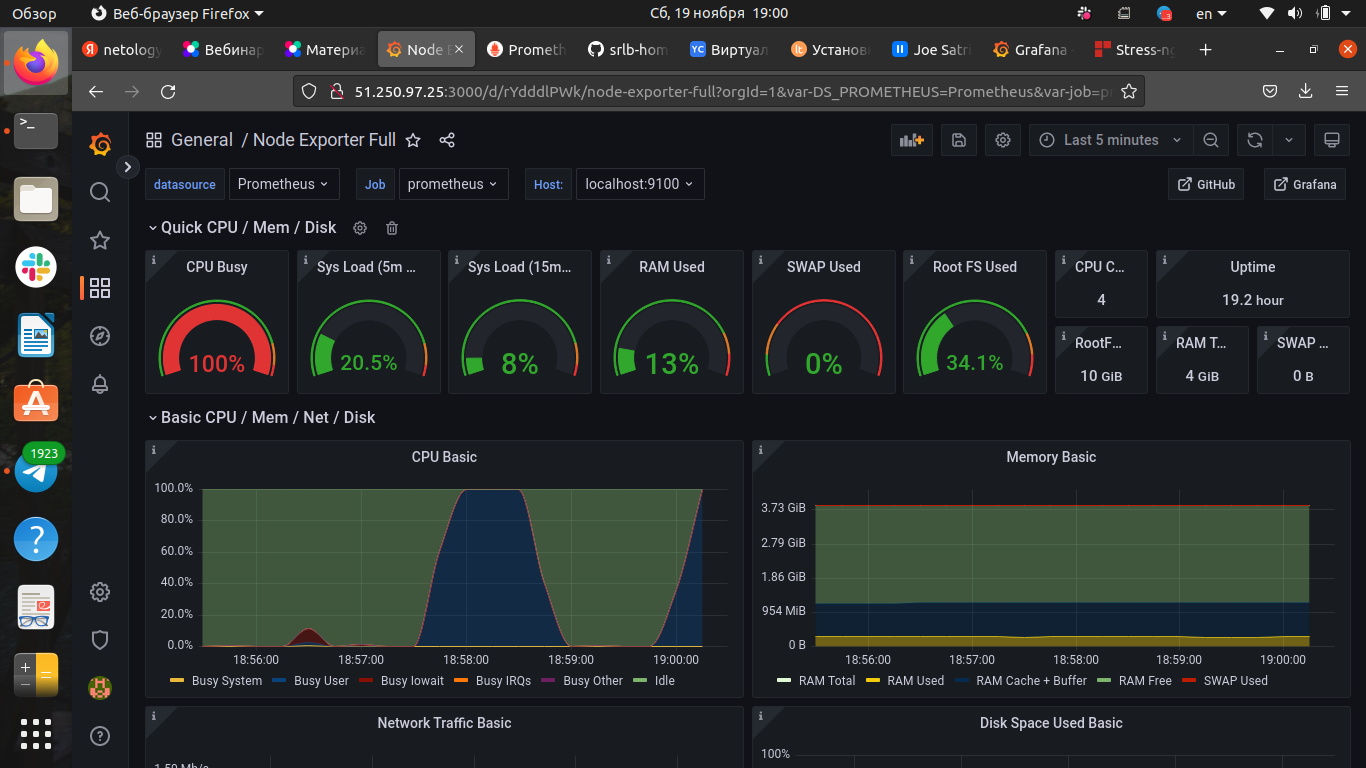 Обзор
Веб-браузер Firefox
Сб, 19 ноября 19:00
3
en
netology
Вебинар
Материа
Node E
Prometh
srlb-hom
YC Виртуал
Установк
Joe Satri
Grafana
Stress-ng
51.250.97.25:3000/d/rYdddlPWk/node-exporter-full?orgId=1&var-DS_PROMETHEUS=Prometheus&var-job=p
General / Node Exporter Full
Last 5 minutes
datasource Prometheus
Job prometheus
Host: localhost:9100
GitHub
Grafana
Quick CPU / Mem / Disk
CPU Busy
100%
Sys Load (5m ...
20.5%
Sys Load (15m...
8%
RAM Used
13%
SWAP Used
0%
Root FS Used
34.1%
CPU C...
4
Uptime
19.2 hour
RootF...
10 GiB
RAM T...
4 GiB
SWAP ...
0 B
Basic CPU / Mem / Net / Disk
CPU Basic
100.0%
80.0%
60.0%
40.0%
20.0%
0.0%
18:56:00 18:57:00 18:58:00 18:59:00 19:00:00
Busy System Busy User Busy Iowait Busy IRQs Busy Other Idle
Memory Basic
3.73 GiB
2.79 GiB
1.86 GiB
954 MiB
0 B
18:56:00 18:57:00 18:58:00 18:59:00 19:00:00
RAM Total RAM Used RAM Cache + Buffer RAM Free SWAP Used
Network Traffic Basic
Disk Space Used Basic
100%
1923